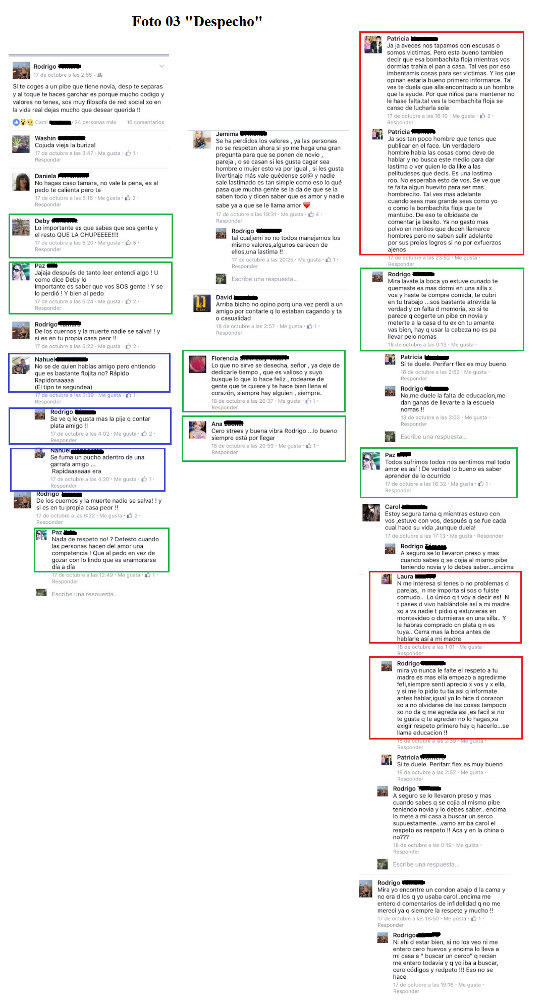 Foto 03 "Despecho"
Rodrigo
17 de octubre a las 2:55 ·
Si te coges a un pibe que tiene novia, desp te separas
y al toque te haces garchar es porque mucho codigo y
valores no tenes, sos muy filosofa de red social xo en
la vida real dejas mucho que desear querida !!
Cami y 24 personas más 16 comentarios
Washin
Cojuda vieja la buriza!
17 de octubre a las 3:47 · Me gusta · 1 ·
Responder
Daniela
No hagas caso tamara, no vale la pena, es al
pedo te calienta pero ta
17 de octubre a las 5:18 · Me gusta · 2 ·
Responder
Deby
Lo importante es que sabes que sos gente y
el resto QUE LA CHUPEEEE!!!!
17 de octubre a las 5:20 · Me gusta · 5 ·
Responder
Paz
Jajaja después de tanto leer entendí algo ! U
como dice Deby lo
Importante es saber que vos SOS gente ! Y se
lo perdió ! Y bien al pedo
17 de octubre a las 5:24 · Me gusta · 2 ·
Responder
Rodrigo
De los cuernos y la muerte nadie se salva! ! y
si es en tu propia casa peor !!
17 de octubre a las 6:22 · Me gusta · 2 ·
Nahuel
No se de quien hablas amigo pero entiendo
que es bastante flojita no? Rápido
Rapidonaaaaa
(El tipo te segundea)
17 de octubre a las 3:39 · Me gusta · 1 ·
Responder
Rodrigo
Se ve q le gusta mas la pija q contar
plata amigo !!
17 de octubre a las 4:02 · Me gusta · 2 ·
Responder
Nahuel
Se fuma un pucho adentro de una
garrafa amigo ...
Rapidaaaaaaa era
17 de octubre a las 4:20 · Me gusta · 1 ·
Responder
Rodrigo
De los cuernos y la muerte nadie se salva! ! y
si es en tu propia casa peor !!
17 de octubre a las 6:22 · Me gusta · 2 ·
Responder
Paz
Nada de respeto no! ? Detesto cuando
las personas hacen del amor una
competencia ! Que al pedo en vez de
gozar con lo lindo que es enamorarse
día a día
17 de octubre a las 12:49 · Me gusta · 1 ·
Responder
Escribe una respuesta...
Jemima
Se ha perdidos los valores , ya las personas
no se respetan ahora si yo me haga una gran
pregunta para que se ponen de novio ,
pareja , o se casan si les gusta cagar sea
hombre o mujer esto va por igual , si les gusta
livertinaje más vale quédense sol@ y nadie
sale lastimado es tan simple como eso lo qué
pasa que mucha gente se la da de que se la
saben todo y dicen saber que es amor y nadie
sabe ya a que se le llama amor ❤
17 de octubre a las 19:31 · Me gusta · 4 ·
Responder
Rodrigo
tal cualjemi xo no todos manejamos los
mismo valores,algunos carecen de
ellos,una lastima !!
17 de octubre a las 20:25 · Me gusta · 1 ·
Responder
Escribe una respuesta...
David
Arriba bicho no opino porq una vez perdi a un
amigo por contarle q lo estaban cagando y ta
o casualidad
18 de octubre a las 2:57 · Me gusta · 1 ·
Responder
Florencia
Lo que no sirve se desecha, señor , ya deje de
dedicarle tiempo , que es valioso y suyo
busque lo que lo hace feliz , rodearse de
gente que te quiere y te hace bien llena el
corazón, siempre hay alguien , siempre.
18 de octubre a las 20:37 · Me gusta · 1 ·
Responder
Ana
Cero strees y buena vibra Rodrigo ...lo bueno
siempre está por llegar
18 de octubre a las 20:59 · Me gusta · 1 ·
Responder
Patricia
Ja ja aveces nos tapamos con escusas o
somos victimas. Pero esta bueno tambien
decir que esa bombachita floja mientras vos
dormias trahia el pan a casa. Tal ves por eso
imbentamis cosas para ser victimas. Y los que
opinan estaria bueno primero informarce. Tal
ves te duela que alla encontrado a un hombre
que la ayude. Por que niños para mantener no
le hase falta.tal ves la bombachita floja se
canso de lucharla sola
17 de octubre a las 16:10 · Me gusta · 2 ·
Responder
Patricia
Ja sos tan poco hombre que tenes que
publicar en el face. Un verdadero
hombre habla las cosas como deve de
hablar y no busca este medio para dar
lastima o ver quien le da like a las
pelitudeses que decis. Es una lastima
roo. No esperaba esto de vos. Se ve que
te falta algun huevito para ser mas
hombrecito. Tal ves mas adelante
cuando seas mas grande seas como yo
o como la bombachita floja que te
mantubo. De eso te olbidaste de
comentar ja besito. Ya no gasto mas
polvo en nenitos que decen llamarce
hombres pero no saben salir adelante
por sus proios logros si no por exfuerzos
ajenos
17 de octubre a las 23:52 · Me gusta ·
Responder
Rodrigo
Mira lavate la boca yo estuve cunado te
quemaste es mas dormi en una silla x
vos y haste te compre comida, te cubri
en tu trabajo ...sos bastante atrevida la
verdad y cn falta d memoria, xo si te
parece q cogerte un pibe cn novia y
meterte a la casa d tu ex cn tu amante
vas bien, hay q usar la cabeza no es pa
llevar pelo nomas
18 de octubre a las 0:13 · Me gusta ·
Patricia
Si te duele. Perifarr flex es muy bueno
18 de octubre a las 2:52 · Me gusta ·
Responder
Rodrigo
No,me duele la falta de educacion,me
dan ganas de llevarte a la escuela
nomas !!
18 de octubre a las 3:03 · Me gusta ·
Responder
Escribe una respuesta...
Paz
Todos sufrimos todos nos sentimos mal todo
amor es así ! De verdad lo bueno es saber
aprender de lo ocurrido
17 de octubre a las 16:32 · Me gusta · 1 ·
Responder
Carol
Estoy segura tama q mientras estuvo con
vos ,estuvo con vos, después q se fue cada
cual hace su vida ,aunque duela!
17 de octubre a las 17:13 · Me gusta · Responder
Rodrigo
A seguro se lo llevaron preso y mas
cuando sabes q se cojia al mismo pibe
teniendo novia y lo debes saber...encima
Laura
N me interesa si tenes o no problemas d
parejas, n me importa si sos o fuiste
cornudo.. Lo único q t voy a decir es! N
t pases d vivo hablándole así a mi madre
xq a vs nadie t pidio q estuvieras en
montevideo o durmieras en una silla.. Y
le habras comprado cn plata q n es
tuya.. Cerra mas la boca antes de
hablarle así a mi madre
18 de octubre a las 1:01 · Me gusta ·
Responder
Rodrigo
mira yo nunca le falte el respeto a tu
madre es mas ella empezo a agredirme
fefi,siempre senti aprecio x vos y x ella,
y si me lo pidio tu tia asi q informate
antes hablar,igual yo lo hice d corazon
xo a no olvidarse de las cosas tampoco
xo no da q me agreda asi ,es facil si no
te gusta q te agredan no lo hagas,xa
exigir respeto primero hay q hacerlo...se
llama educacion !!
18 de octubre a las 2:39 · Me gusta ·
Responder
Patricia
Si te duele. Perifarr flex es muy bueno
18 de octubre a las 2:52 · Me gusta ·
Responder
Rodrigo
A seguro se lo llevaron preso y mas
cuando sabes q se cojia al mismo pibe
teniendo novia y lo debes saber...encima
lo mete a mi casa a buscar un serco
supuestamente...vamo arriba carol el
respeto es respeto !! Aca y en la china o
no???
18 de octubre a las 0:19 · Me gusta ·
Responder
Escribe una respuesta...
Rodrigo
Mira yo encontre un condon abajo d la cama y
no era d los q yo usaba carol..encima me
entero d comentarios de infidelidad q no me
mereci ya q siempre la respete y mucho !!
17 de octubre a las 18:50 · Me gusta · 1 ·
Responder
Rodrigo
Ni ahi d estar bien, si no los veo ni me
entero cero huevos y encima lo lleva a
mi casa a " buscar un cerco" q recien
me entero todavia y q yo iba a buscar,
cero códigos y redpeto !!! Eso no se
hace
17 de octubre a las 19:16 · Me gusta ·
Responder